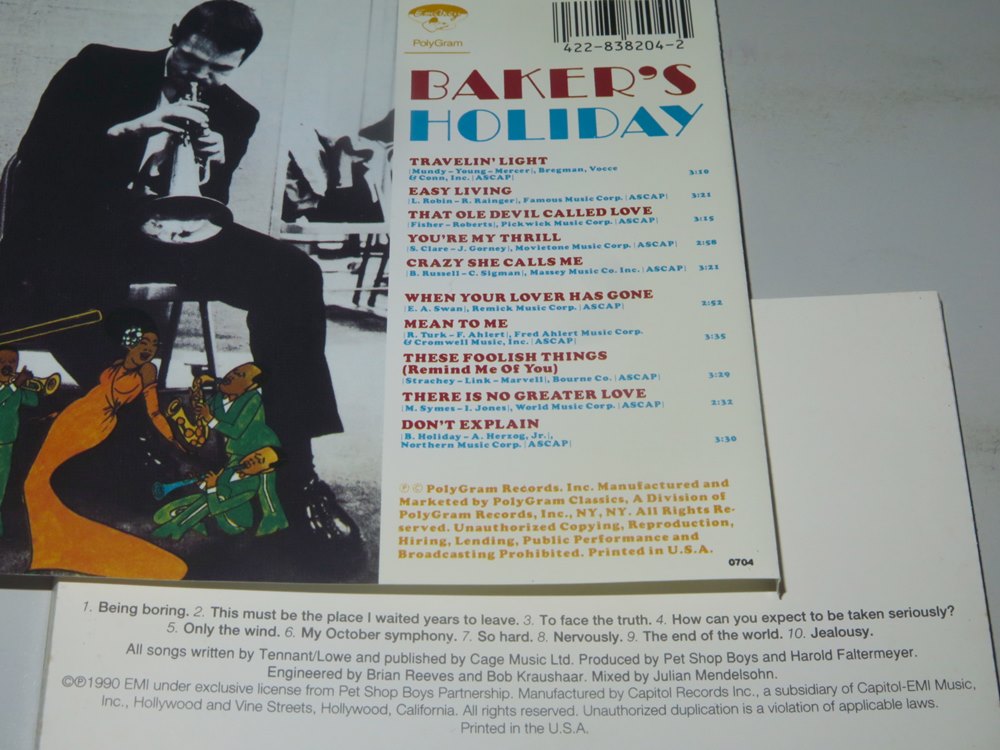 EmArcy
PolyGram
422-838204-2
BAKER'S
HOLIDAY
TRAVELIN' LIGHT
(Mundy – Young – Mercer), Bregman, Vocce
& Conn, Inc. (ASCAP) 3:10
EASY LIVING
(L. Robin – R. Rainger), Famous Music Corp. (ASCAP) 3:21
THAT OLE DEVIL CALLED LOVE
(Fisher – Roberts), Pickwick Music Corp. (ASCAP) 3:15
YOU'RE MY THRILL
(S. Clare – J. Gorney), Movietone Music Corp. (ASCAP) 2:58
CRAZY SHE CALLS ME
(B. Russell – C. Sigman), Massey Music Co. Inc. (ASCAP) 3:21
WHEN YOUR LOVER HAS GONE
(E. A. Swan), Remick Music Corp. (ASCAP) 2:52
MEAN TO ME
(R. Turk – F. Ahlert), Fred Ahlert Music Corp.
& Cromwell Music, Inc. (ASCAP) 3:35
THESE FOOLISH THINGS
(Remind Me Of You)
(Strachey – Link – Marvell), Bourne Co. (ASCAP) 3:29
THERE IS NO GREATER LOVE
(M. Symes – I. Jones), World Music Corp. (ASCAP) 2:32
DON'T EXPLAIN
(B. Holiday – A. Herzog, Jr.),
Northern Music Corp. (ASCAP) 3:30
℗ © PolyGram Records, Inc. Manufactured and
Marketed by PolyGram Classics, A Division of
PolyGram Records, Inc., NY, NY. All Rights Re-
served. Unauthorized Copying, Reproduction,
Hiring, Lending, Public Performance and
Broadcasting Prohibited. Printed in U.S.A.
0704
1. Being boring. 2. This must be the place I waited years to leave. 3. To face the truth. 4. How can you expect to be taken seriously?
5. Only the wind. 6. My October symphony. 7. So hard. 8. Nervously. 9. The end of the world. 10. Jealousy.
All songs written by Tennant/Lowe and published by Cage Music Ltd. Produced by Pet Shop Boys and Harold Faltermeyer.
Engineered by Brian Reeves and Bob Kraushaar. Mixed by Julian Mendelsohn.
©℗1990 EMI under exclusive license from Pet Shop Boys Partnership. Manufactured by Capitol Records Inc., a subsidiary of Capitol-EMI Music,
Inc., Hollywood and Vine Streets, Hollywood, California. All rights reserved. Unauthorized duplication is a violation of applicable laws.
Printed in the U.S.A.